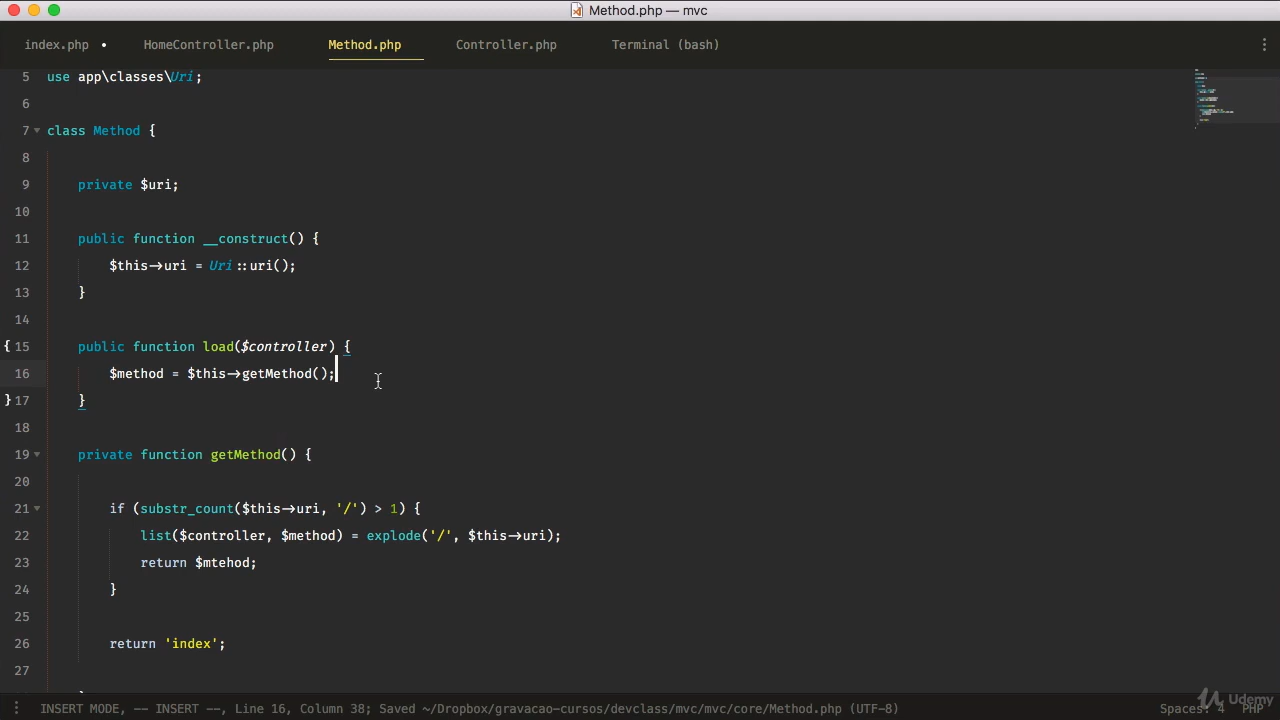 Method.php — mvc
index.php HomeController.php Method.php Controller.php Terminal (bash)
5 use app\classes\Uri;
6
7 class Method {
8
9 private $uri;
10
11 public function __construct() {
12 $this->uri = Uri::uri();
13 }
14
{ 15 public function load($controller) {
16 $method = $this->getMethod();
} 17 }
18
19 private function getMethod() {
20
21 if (substr_count($this->uri, '/') > 1) {
22 list($controller, $method) = explode('/', $this->uri);
23 return $mtehod;
24 }
25
26 return 'index';
27
INSERT MODE, -- INSERT --, Line 16, Column 38; Saved ~/Dropbox/gravacao-cursos/devclass/mvc/mvc/core/Method.php (UTF-8) Spaces: 4 PHP
Udemy